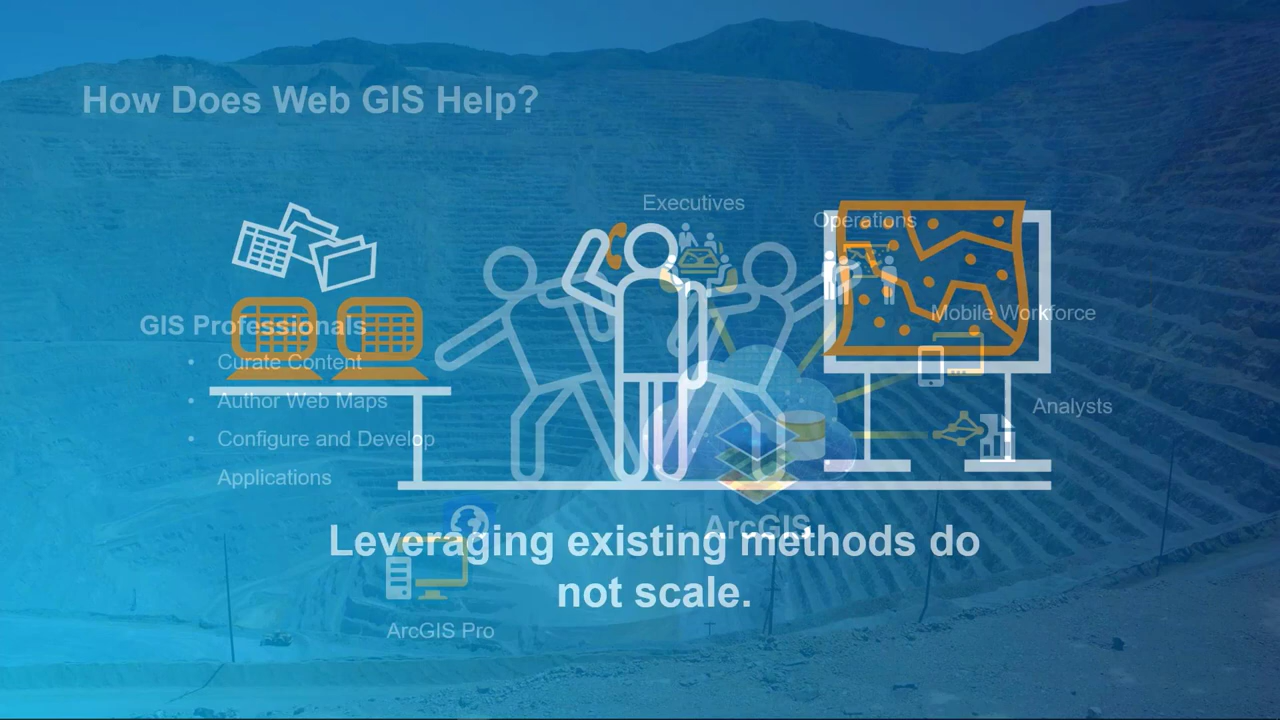 How Does Web GIS Help?
Executives
Operations
Mobile Workforce
GIS Professionals
• Curate Content
• Author Web Maps
• Configure and Develop
Applications
Analysts
ArcGIS
Leveraging existing methods do
not scale.
ArcGIS Pro